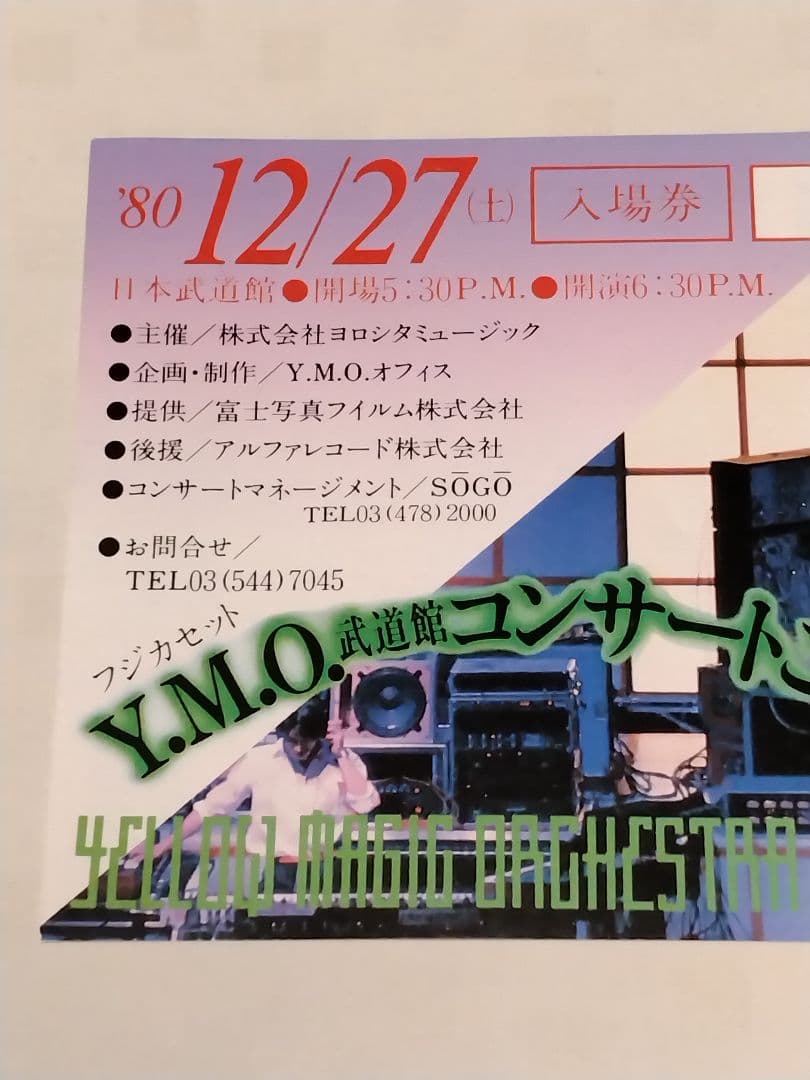 '80 12/27(土) 入場券
日本武道館●開場5:30P.M.●開演6:30P.M.
●主催/株式会社ヨロシタミュージック
●企画・制作/Y.M.O.オフィス
●提供/富士写真フイルム株式会社
●後援/アルファレコード株式会社
●コンサートマネージメント/SŌGŌ
TEL03(478)2000
●お問合せ/
TEL03(544)7045
フジカセット
Y.M.O.武道館コンサート
YELLOW MAGIC ORCHESTRA